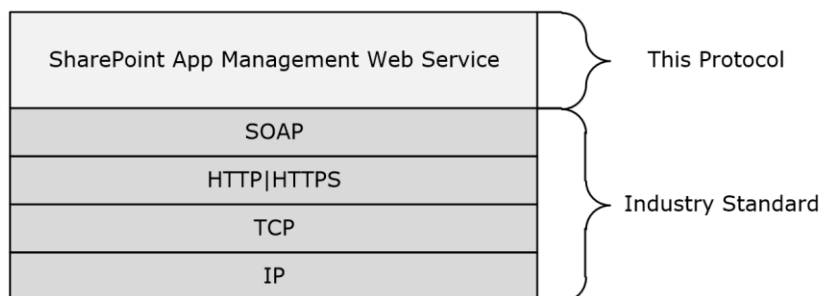 SharePoint App Management Web Service
This Protocol
SOAP
HTTP|HTTPS
TCP
IP
Industry Standard